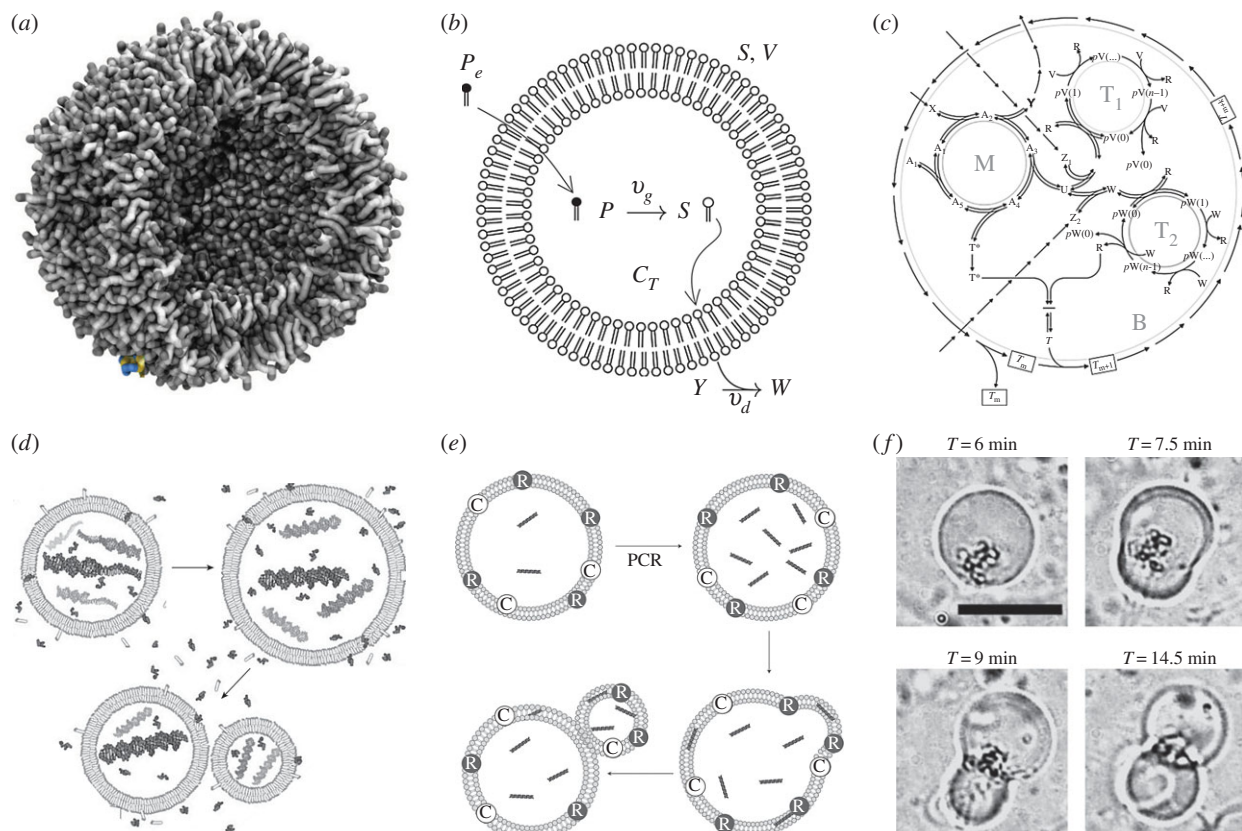 (a)
(b)
P_e
S, V
P
υ_g
S
C_T
Y
υ_d
W
(c)
R
pV(...)
V
V
R
pV(1)
T_1
pV(n–1)
V
R
pV(0)
R
pV(0)
X
A_2
Y
A_3
M
A_1
A_5
A_4
Z_1
U
W
R
pW(0)
pW(1)
W
R
T_2
Z_2
pW(0)
R
W
pW(...)
pW(n-1)
R
W
T*
T*
T
B
T_m
T_{m+1}
T_m
(d)
(e)
R
C
R
R
C
R
PCR
R
R
C
C
R
R
C
C
R
R
C
R
R
C
R
R
C
C
R
R
(f)
T = 6 min
T = 7.5 min
T = 9 min
T = 14.5 min